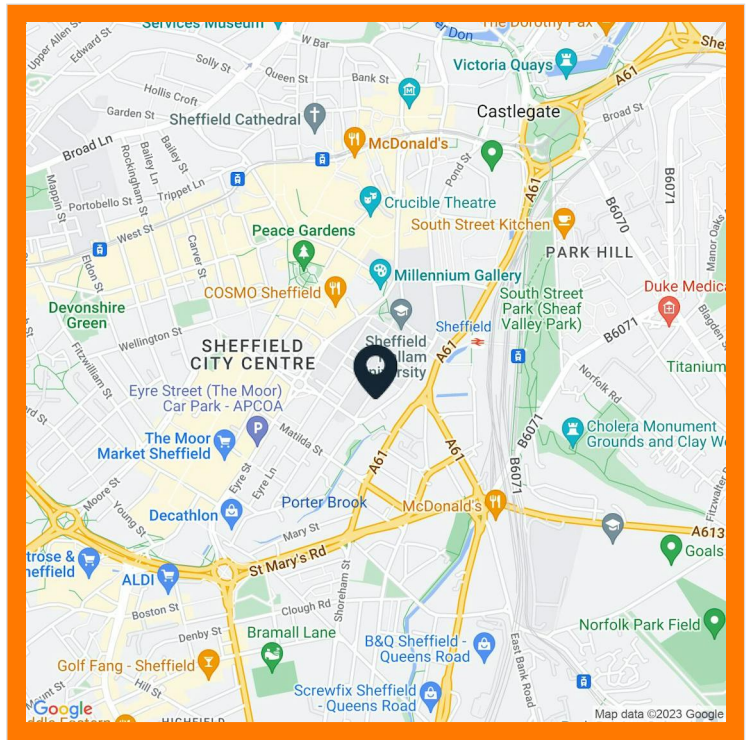 Services Museum
The Dorothy Pax
Upper Allen St
Edward St
Solly St
W Bar
Queen St
Bank St
Victoria Quays
A61
She
Hollis Croft
Garden St
Sheffield Cathedral
Castlegate
Broad St
Broad Ln
Rockingham St
Bailey Ln
Bailey St
McDonald's
Pond St
Mappin St
Trippet Ln
Portobello St
A61
B6070
B6071
Crucible Theatre
South Street Kitchen
West St
Carver St
Peace Gardens
PARK HILL
Manor Oaks
Eldon St
Millennium Gallery
COSMO Sheffield
South Street
Park (Sheaf
Valley Park)
Duke Medica
Devonshire
Green
Wellington St
Sheffield
Hallam
University
Sheffield
B6071
Blagden St
SHEFFIELD
CITY CENTRE
A61
Fitzwilliam St
Titanium
Norfolk Rd
Eyre Street (The Moor)
Car Park - APCOA
P
The Moor
Market Sheffield
Matilda St
A61
A61
B6071
Cholera Monument
Grounds and Clay Wo
Moore St
Eyre St
Eyre Ln
B6071
Young St
Decathlon
Porter Brook
McDonald's
Mary St
A613
trose &
heffield
ALDI
St Mary's Rd
Shoreham St
Goals
Boston St
Clough Rd
Denby St
Bramall Lane
Norfolk Park Field
B&Q Sheffield -
Queens Road
East Bank Road
Golf Fang - Sheffield
Hill St
Screwfix Sheffield
- Queens Road
Google
HIGHFIELD
Map data ©2023 Google